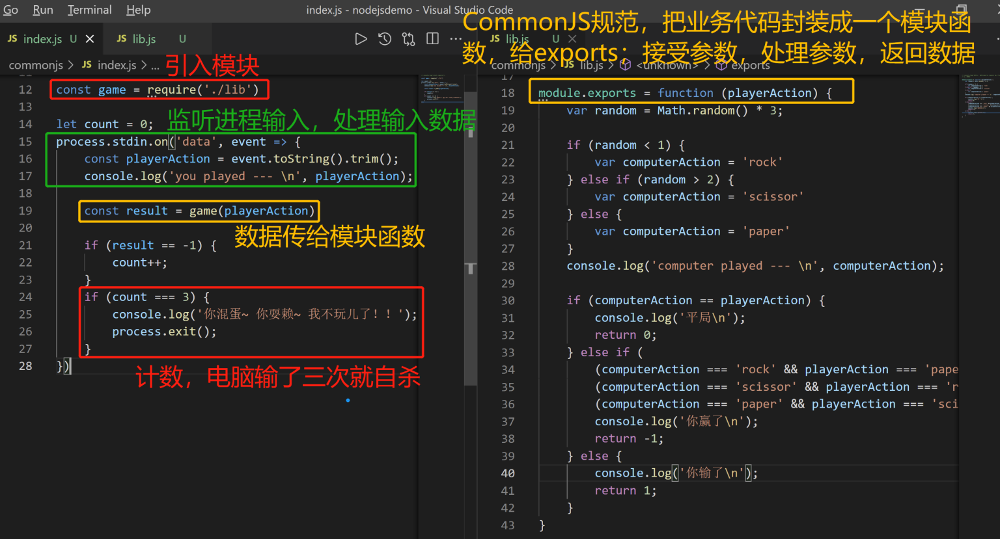 Go Run Terminal Help
index.js - nodejsdemo - Visual Studio Code
JS index.js U
JS lib.js U
commonjs > JS index.js > ...
引入模块
12 const game = require('./lib')
13
14 let count = 0;
监听进程输入，处理输入数据
15 process.stdin.on('data', event => {
16 const playerAction = event.toString().trim();
17 console.log('you played --- \n', playerAction);
18
19 const result = game(playerAction)
20
数据传给模块函数
21 if (result == -1) {
22 count++;
23 }
24 if (count === 3) {
25 console.log('你混蛋~ 你耍赖~ 我不玩儿了！！');
26 process.exit();
27 }
28 })
计数，电脑输了三次就自杀
CommonJS规范，把业务代码封装成一个模块函
数，给exports；接受参数，处理参数，返回数据
JS lib.js U
commonjs > JS lib.js > <unknown> > exports
17
18 module.exports = function (playerAction) {
19 var random = Math.random() * 3;
20
21 if (random < 1) {
22 var computerAction = 'rock'
23 } else if (random > 2) {
24 var computerAction = 'scissor'
25 } else {
26 var computerAction = 'paper'
27 }
28 console.log('computer played --- \n', computerAction);
29
30 if (computerAction == playerAction) {
31 console.log('平局\n');
32 return 0;
33 } else if (
34 (computerAction === 'rock' && playerAction === 'pape
35 (computerAction === 'scissor' && playerAction === 'r
36 (computerAction === 'paper' && playerAction === 'sci
37 console.log('你赢了\n');
38 return -1;
39 } else {
40 console.log('你输了\n');
41 return 1;
42 }
43 }